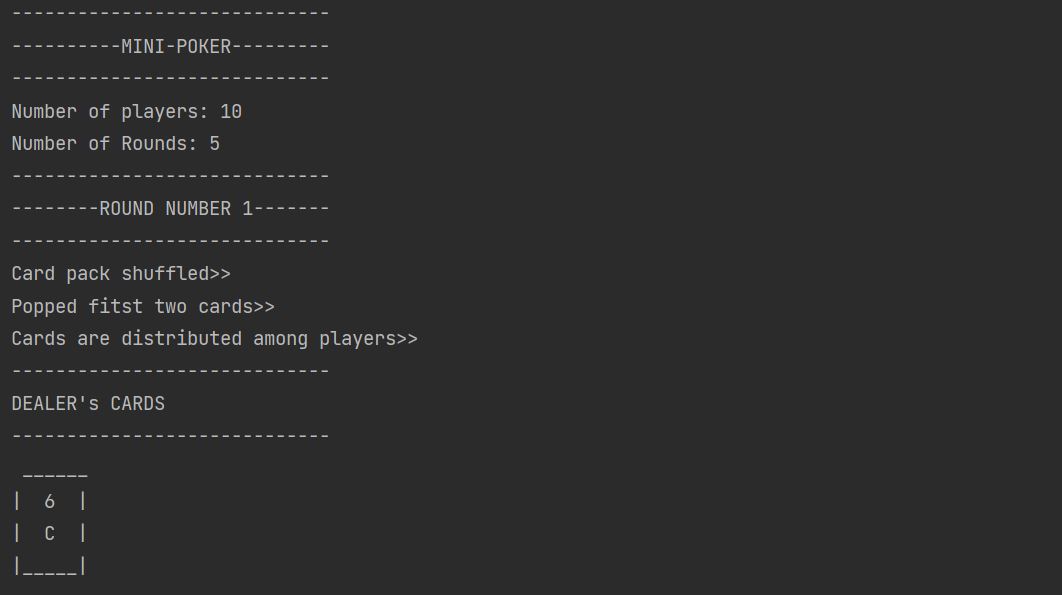 -----------------------------
----------MINI-POKER---------
-----------------------------
Number of players: 10
Number of Rounds: 5
-----------------------------
--------ROUND NUMBER 1-------
-----------------------------
Card pack shuffled>>
Popped fitst two cards>>
Cards are distributed among players>>
-----------------------------
DEALER's CARDS
-----------------------------
 ______
|  6  |
|  C  |
|_____|